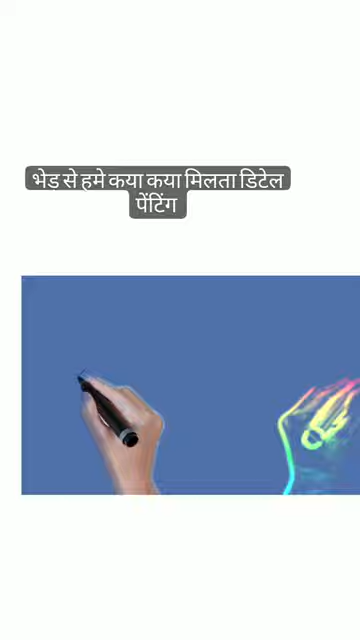 भेड़ से हमे कया कया मिलता डिटेल
पेंटिंग